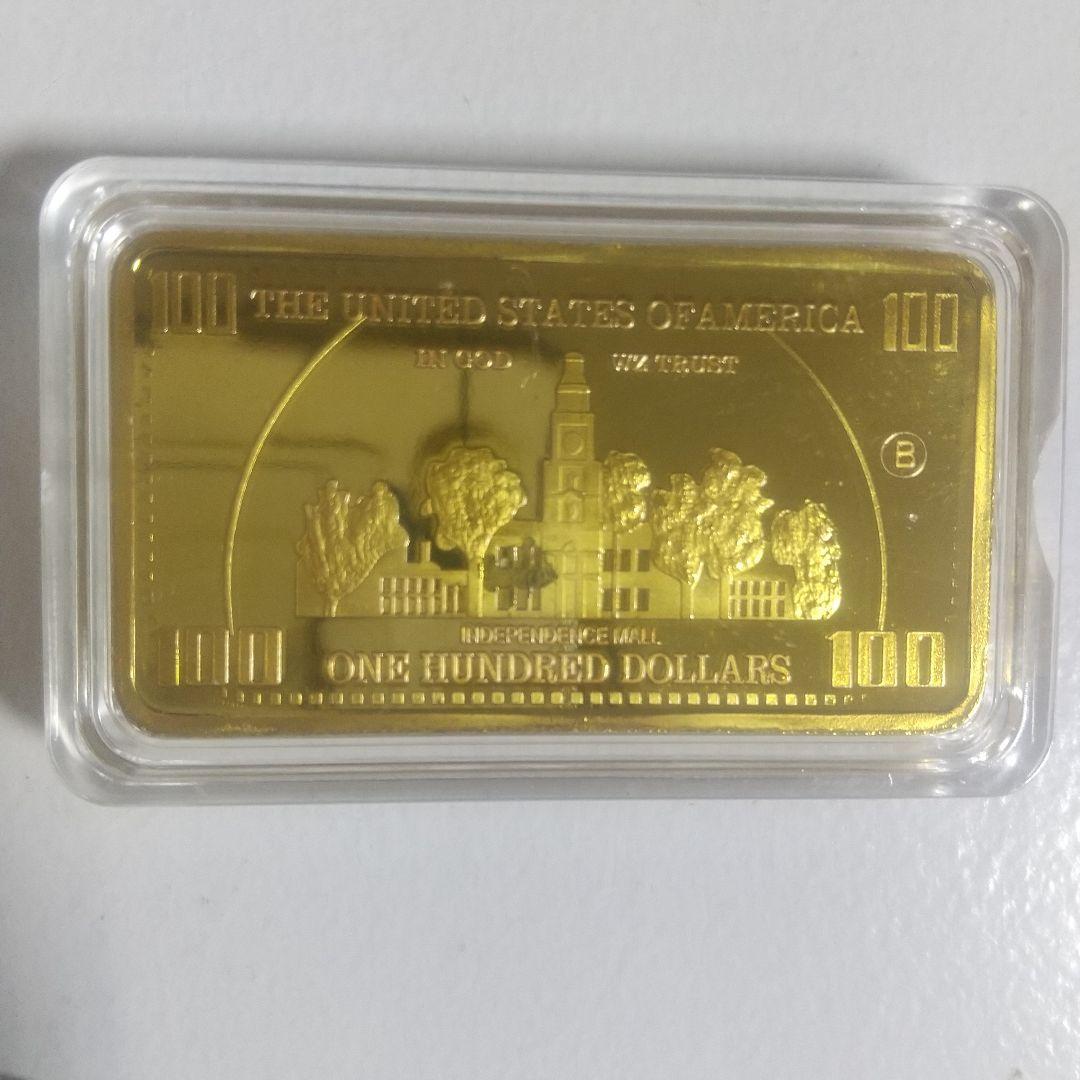 100 THE UNITED STATES OFAMERICA 100
IN GOD WZ TRUST
B
INDEPENDENCE MALL
100 ONE HUNDRED DOLLARS 100